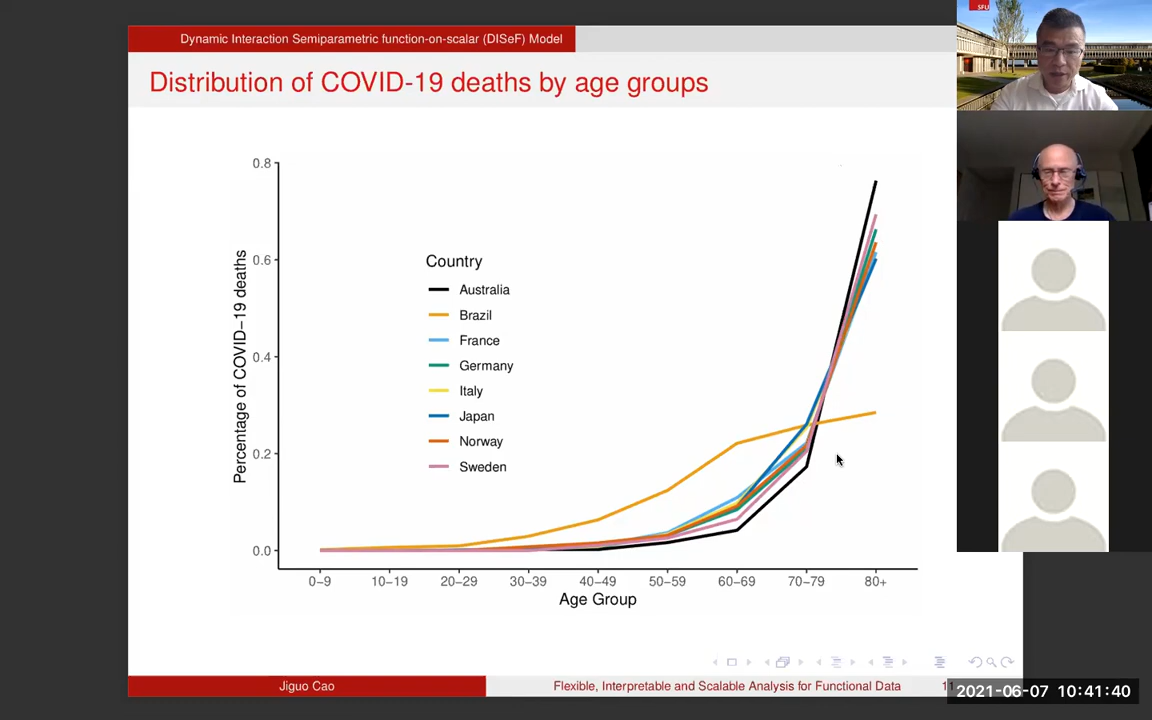 Dynamic Interaction Semiparametric function-on-scalar (DISeF) Model
SFU
Distribution of COVID-19 deaths by age groups
Percentage of COVID−19 deaths
0.8
0.6
0.4
0.2
0.0
Country
Australia
Brazil
France
Germany
Italy
Japan
Norway
Sweden
0−9 10−19 20−29 30−39 40−49 50−59 60−69 70−79 80+
Age Group
Jiguo Cao
Flexible, Interpretable and Scalable Analysis for Functional Data
2021-06-07 10:41:40